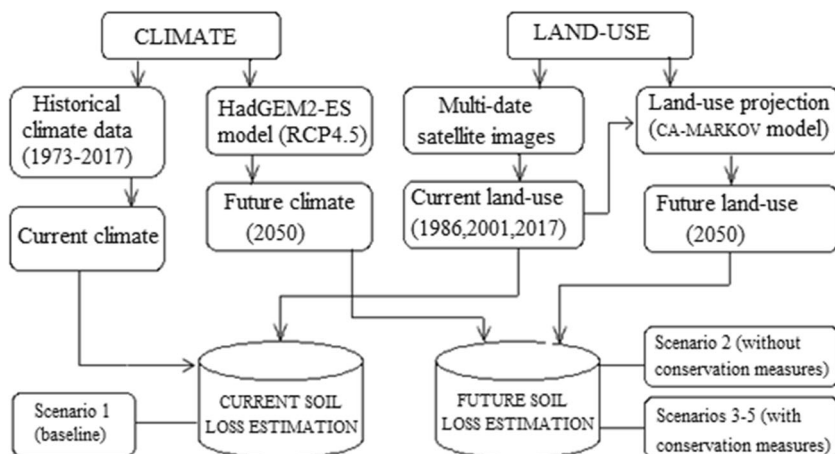 CLIMATE
LAND-USE
Historical
climate data
(1973-2017)
HadGEM2-ES
model (RCP4.5)
Multi-date
satellite images
Land-use projection
(CA-MARKOV model)
Current climate
Future climate
(2050)
Current land-use
(1986,2001,2017)
Future land-use
(2050)
Scenario 1
(baseline)
CURRENT SOIL
LOSS ESTIMATION
FUTURE SOIL
LOSS ESTIMATION
Scenario 2 (without
conservation measures)
Scenarios 3-5 (with
conservation measures)